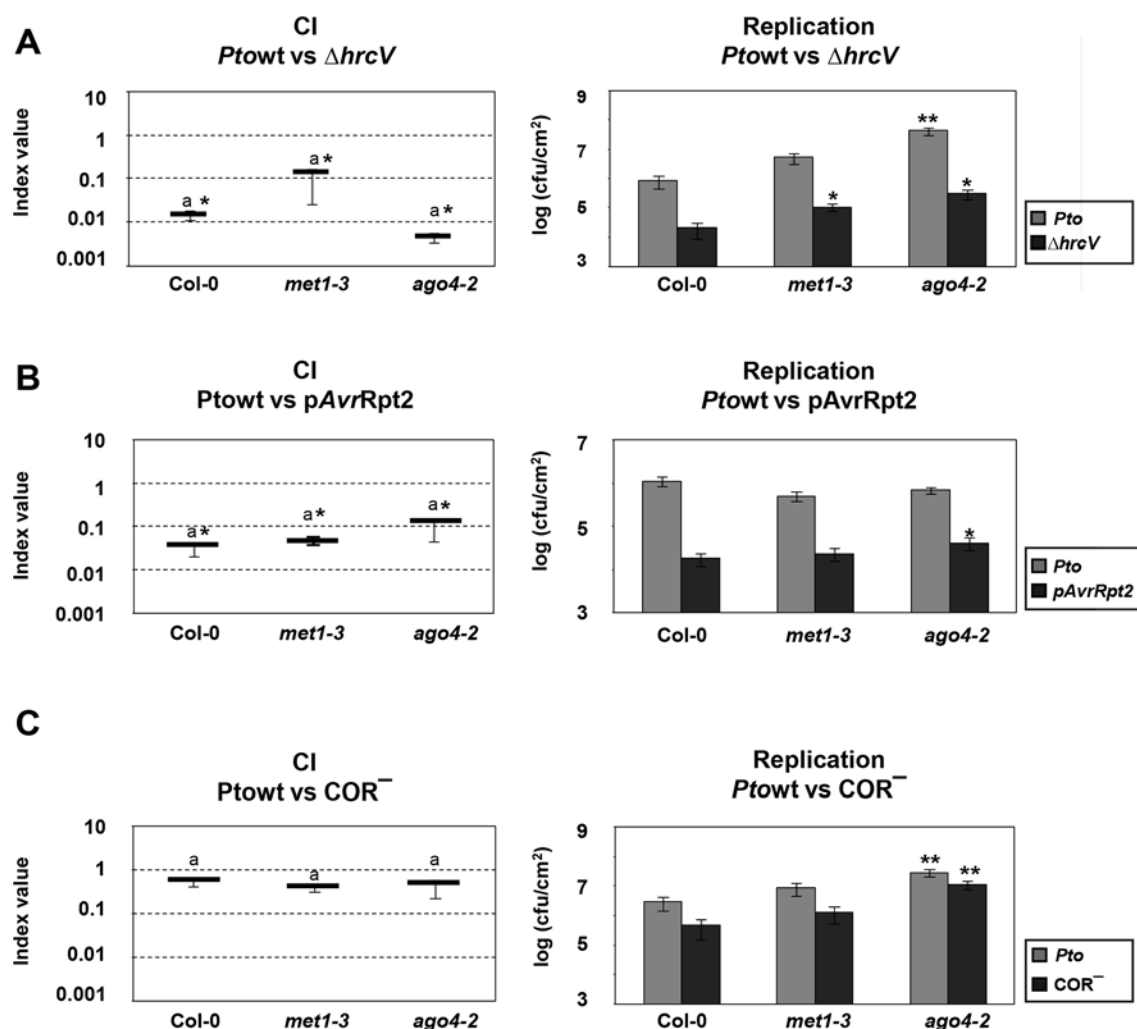 A
CI
Ptowt vs ΔhrcV
Index value
10
1
0.1
0.01
0.001
a *
a *
a *
Col-0 met1-3 ago4-2
Replication
Ptowt vs ΔhrcV
log (cfu/cm²)
9
7
5
3
**
*
*
Col-0 met1-3 ago4-2
Pto
ΔhrcV
B
CI
Ptowt vs pAvrRpt2
Index value
10
1
0.1
0.01
0.001
a *
a *
a *
Col-0 met1-3 ago4-2
Replication
Ptowt vs pAvrRpt2
log (cfu/cm²)
7
5
3
*
Col-0 met1-3 ago4-2
Pto
pAvrRpt2
C
CI
Ptowt vs COR⁻
Index value
10
1
0.1
0.01
0.001
a
a
a
Col-0 met1-3 ago4-2
Replication
Ptowt vs COR⁻
log (cfu/cm²)
9
7
5
3
**
**
Col-0 met1-3 ago4-2
Pto
COR⁻